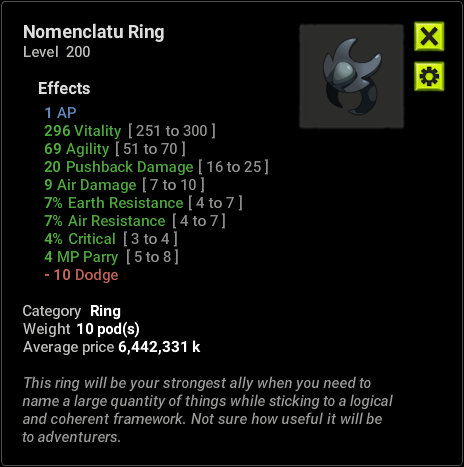 Nomenclatu Ring
Level 200
Effects
1 AP
296 Vitality [ 251 to 300 ]
69 Agility [ 51 to 70 ]
20 Pushback Damage [ 16 to 25 ]
9 Air Damage [ 7 to 10 ]
7% Earth Resistance [ 4 to 7 ]
7% Air Resistance [ 4 to 7 ]
4% Critical [ 3 to 4 ]
4 MP Parry [ 5 to 8 ]
- 10 Dodge
Category Ring
Weight 10 pod(s)
Average price 6,442,331 k
This ring will be your strongest ally when you need to
name a large quantity of things while sticking to a logical
and coherent framework. Not sure how useful it will be
to adventurers.